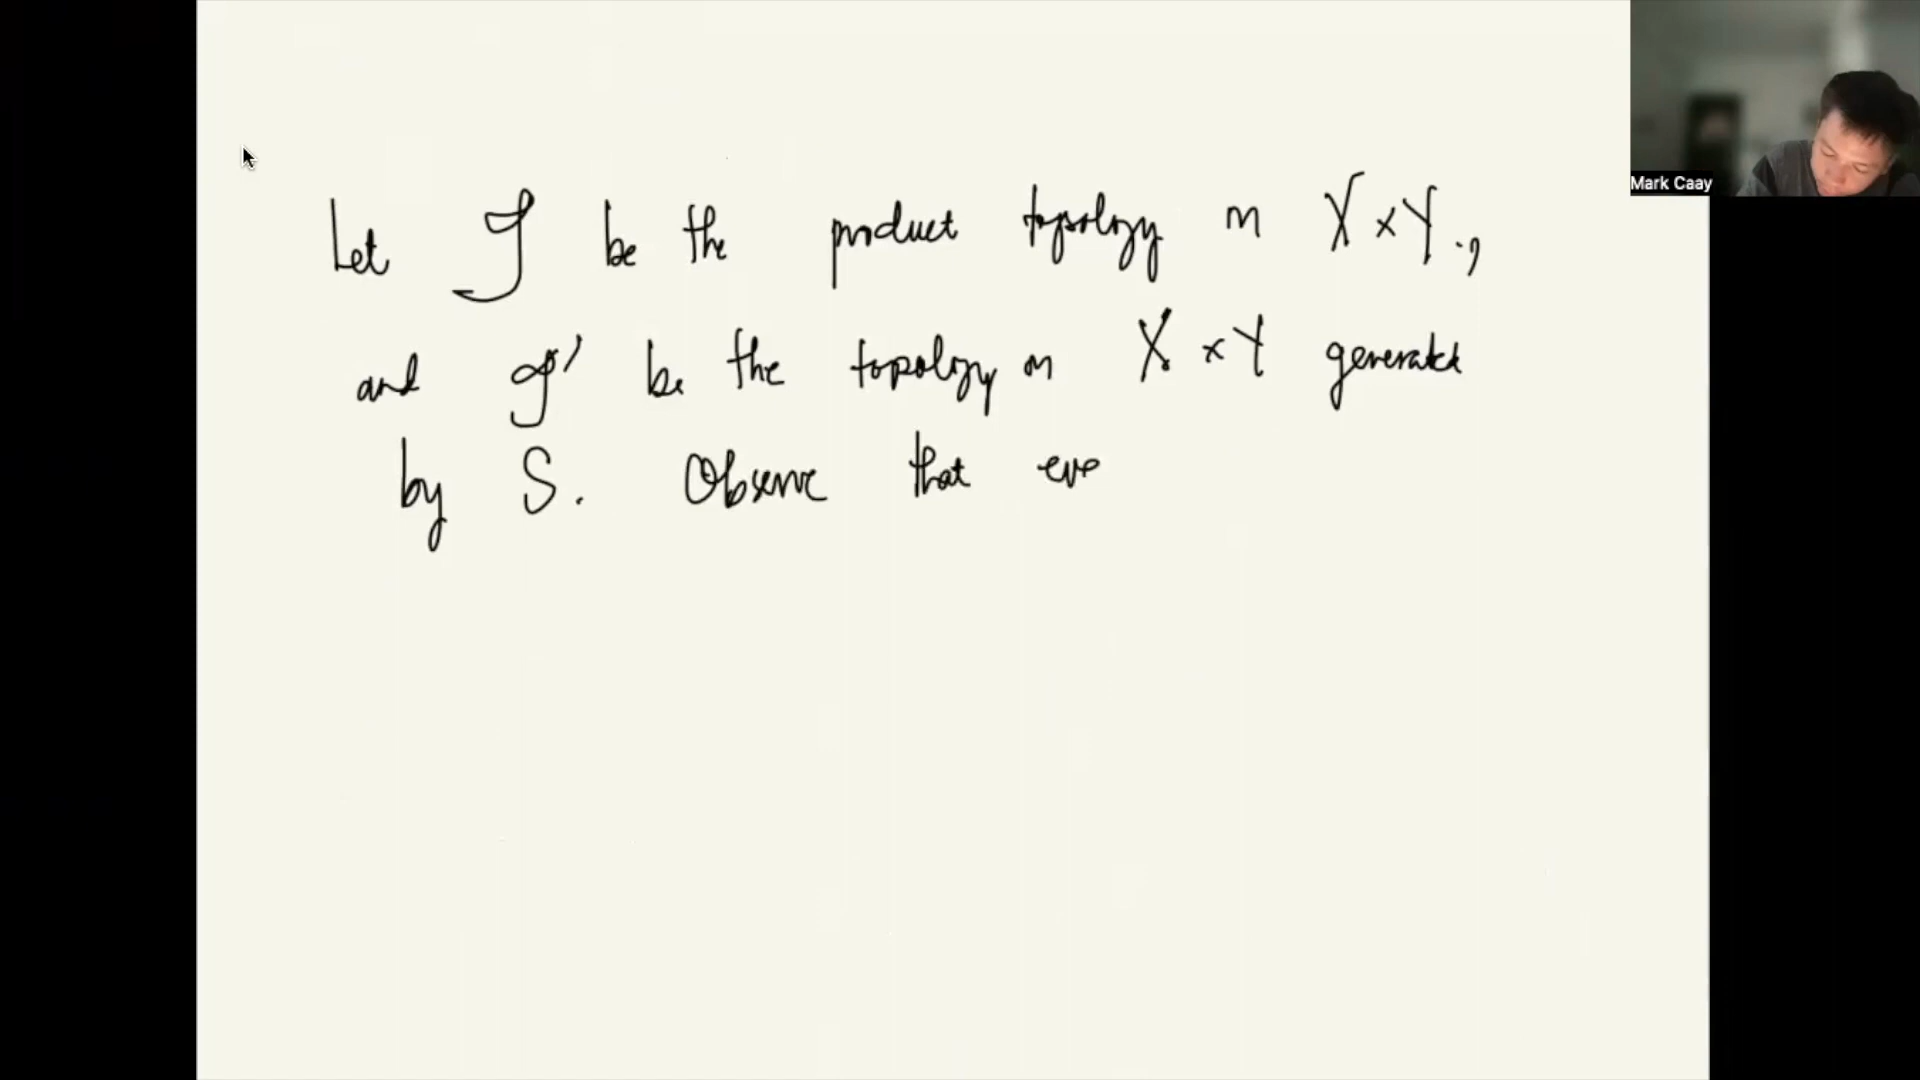 Let 𝒯 be the product topology on X × Y.,
and 𝒯' be the topology on X × Y generated
by S. Observe that eve
Mark Caay